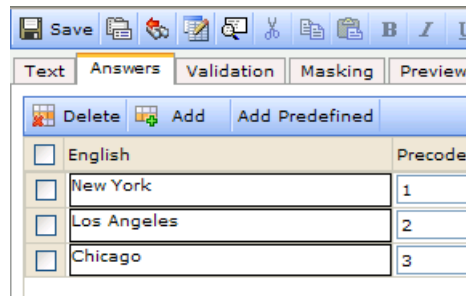 Save B I U
Text Answers Validation Masking Preview
Delete Add Add Predefined
English Precode
New York 1
Los Angeles 2
Chicago 3